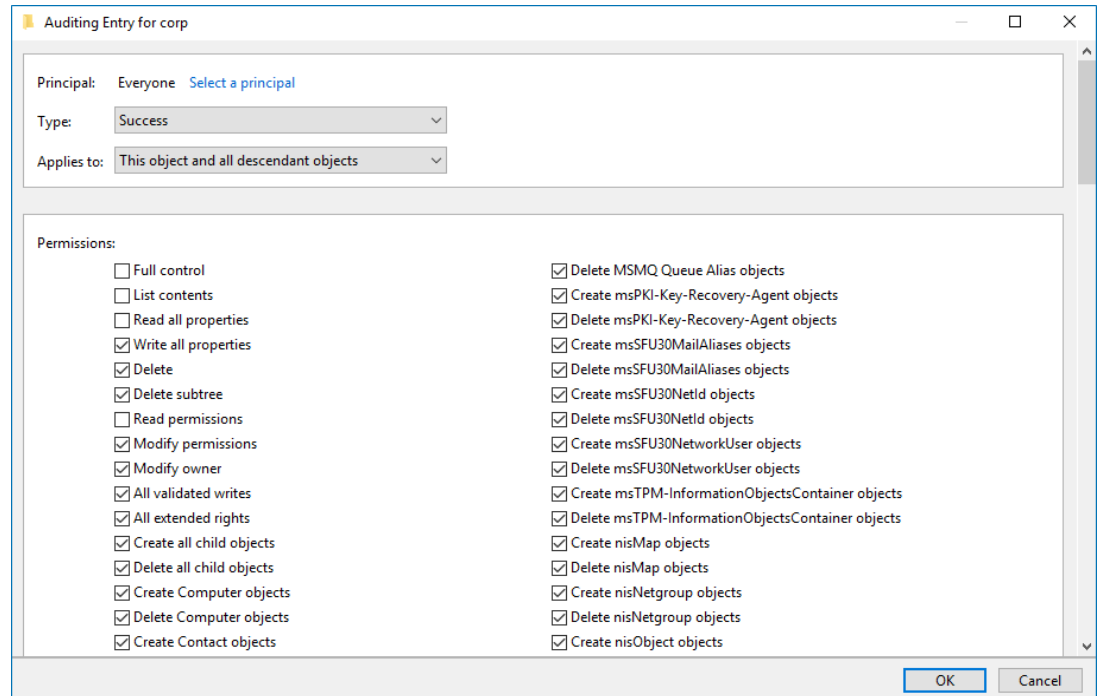 Auditing Entry for corp
Principal: Everyone Select a principal
Type: Success
Applies to: This object and all descendant objects
Permissions:
Full control
List contents
Read all properties
Write all properties
Delete
Delete subtree
Read permissions
Modify permissions
Modify owner
All validated writes
All extended rights
Create all child objects
Delete all child objects
Create Computer objects
Delete Computer objects
Create Contact objects
Delete MSMQ Queue Alias objects
Create msPKI-Key-Recovery-Agent objects
Delete msPKI-Key-Recovery-Agent objects
Create msSFU30MailAliases objects
Delete msSFU30MailAliases objects
Create msSFU30NetId objects
Delete msSFU30NetId objects
Create msSFU30NetworkUser objects
Delete msSFU30NetworkUser objects
Create msTPM-InformationObjectsContainer objects
Delete msTPM-InformationObjectsContainer objects
Create nisMap objects
Delete nisMap objects
Create nisNetgroup objects
Delete nisNetgroup objects
Create nisObject objects
OK Cancel